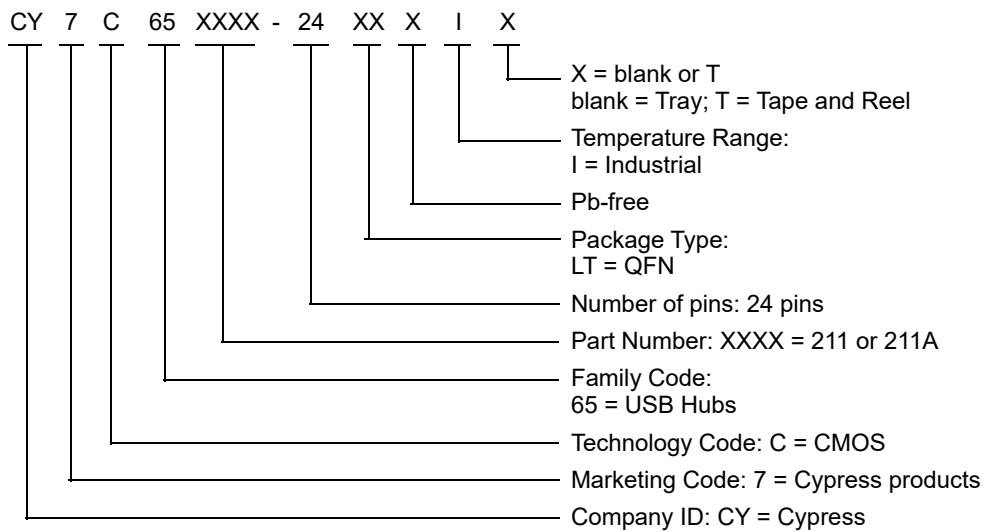 CY 7 C 65 XXXX - 24 XX X I X
X = blank or T
blank = Tray; T = Tape and Reel
Temperature Range:
I = Industrial
Pb-free
Package Type:
LT = QFN
Number of pins: 24 pins
Part Number: XXXX = 211 or 211A
Family Code:
65 = USB Hubs
Technology Code: C = CMOS
Marketing Code: 7 = Cypress products
Company ID: CY = Cypress